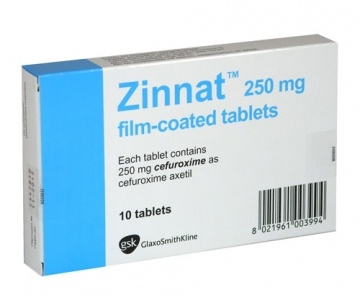 Zinnat™ 250 mg
film-coated tablets
Each tablet contains
250 mg cefuroxime as
cefuroxime axetil
10 tablets
gsk GlaxoSmithKline
8 021961 003994